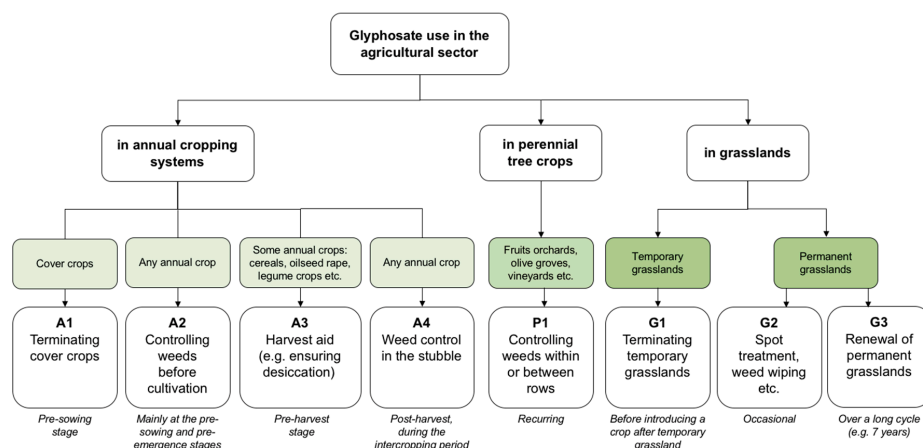 Glyphosate use in the
agricultural sector
in annual cropping
systems
in perennial
tree crops
in grasslands
Cover crops
Any annual crop
Some annual crops:
cereals, oilseed rape,
legume crops etc.
Any annual crop
Fruits orchards,
olive groves,
vineyards etc.
Temporary
grasslands
Permanent
grasslands
A1
Terminating
cover crops
A2
Controlling
weeds
before
cultivation
A3
Harvest aid
(e.g. ensuring
desiccation)
A4
Weed control
in the stubble
P1
Controlling
weeds within
or between
rows
G1
Terminating
temporary
grasslands
G2
Spot
treatment,
weed wiping
etc.
G3
Renewal of
permanent
grasslands
Pre-sowing
stage
Mainly at the pre-
sowing and pre-
emergence stages
Pre-harvest
stage
Post-harvest,
during the
intercropping period
Recurring
Before introducing a
crop after temporary
grassland
Occasional
Over a long cycle
(e.g. 7 years)